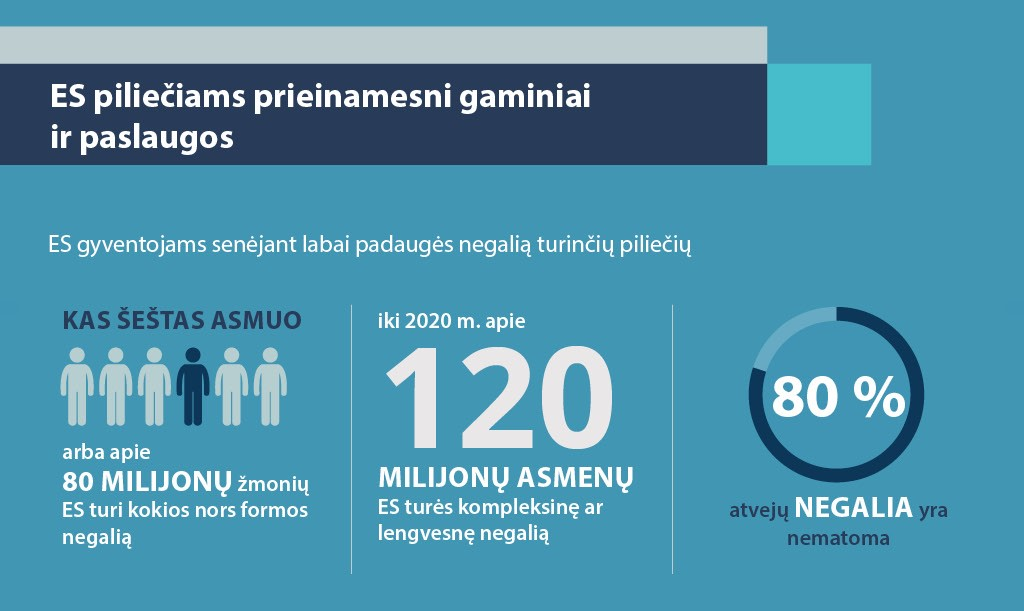 ES piliečiams prieinamesni gaminiai
ir paslaugos
ES gyventojams senėjant labai padaugės negalią turinčių piliečių
KAS ŠEŠTAS ASMUO
arba apie
80 MILIJONŲ žmonių
ES turi kokios nors formos
negalią
iki 2020 m. apie
120
MILIJONŲ ASMENŲ
ES turės kompleksinę ar
lengvesnę negalią
80 %
atvejų NEGALIA yra
nematoma